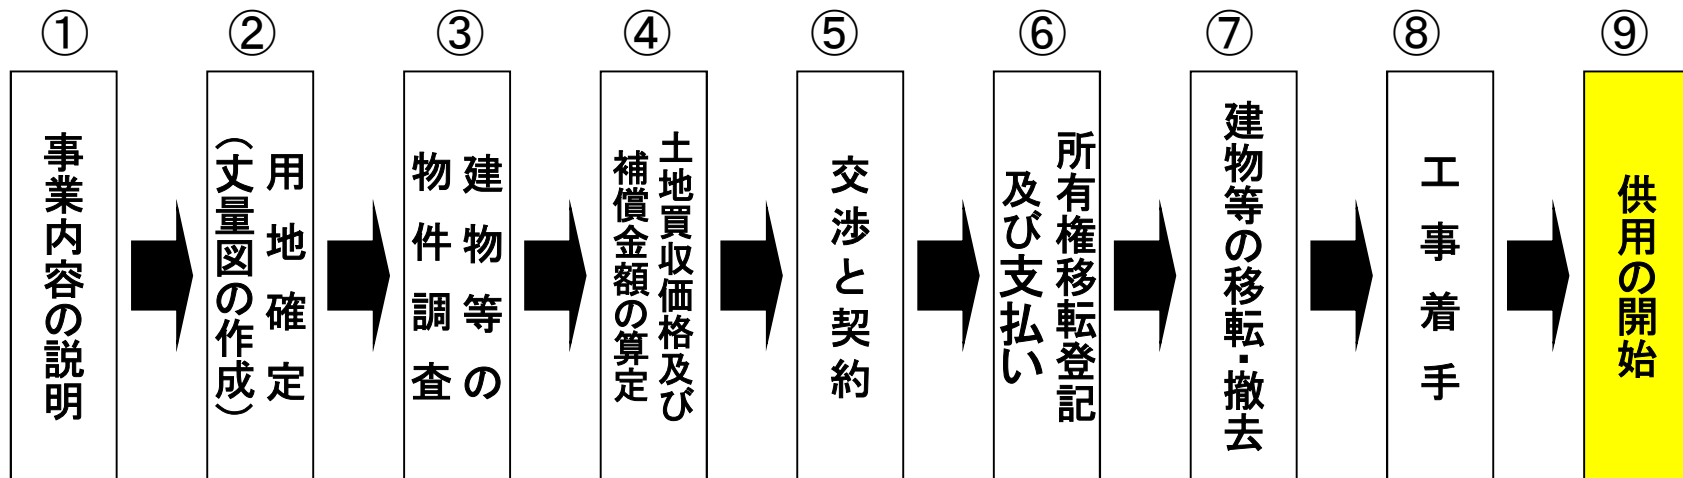 ①
事業内容の説明
②
用地確定
(丈量図の作成)
③
建物等の
物件調査
④
土地買収価格及び
補償金額の算定
⑤
交渉と契約
⑥
所有権移転登記
及び支払い
⑦
建物等の移転・撤去
⑧
工事着手
⑨
供用の開始